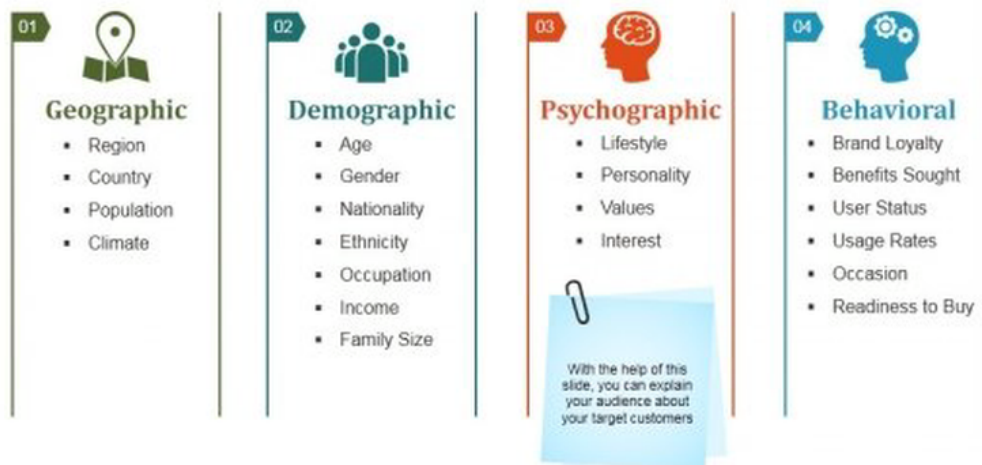 01
Geographic
Region
Country
Population
Climate
02
Demographic
Age
Gender
Nationality
Ethnicity
Occupation
Income
Family Size
03
Psychographic
Lifestyle
Personality
Values
Interest
With the help of this
slide, you can explain
your audience about
your target customers
04
Behavioral
Brand Loyalty
Benefits Sought
User Status
Usage Rates
Occasion
Readiness to Buy